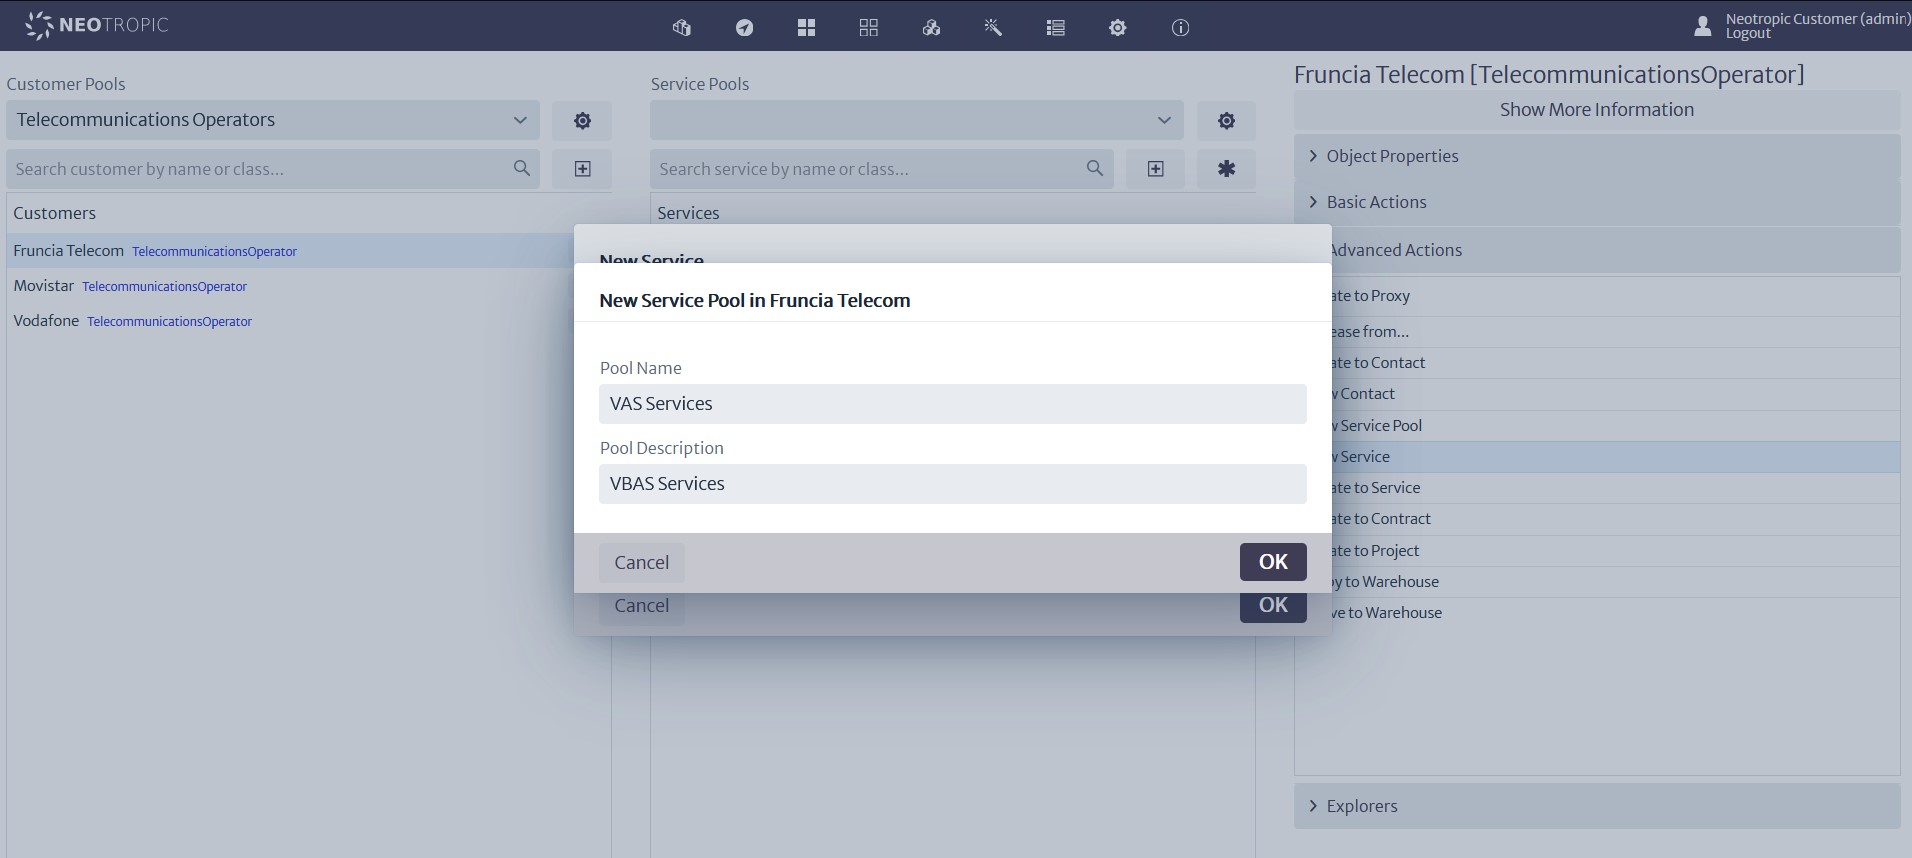 NEOTROPIC
Neotropic Customer (admin)
Logout
Customer Pools
Telecommunications Operators
Search customer by name or class...
Customers
Fruncia Telecom TelecommunicationsOperator
Movistar TelecommunicationsOperator
Vodafone TelecommunicationsOperator
Service Pools
Search service by name or class...
Services
New Service
New Service Pool in Fruncia Telecom
Pool Name
VAS Services
Pool Description
VBAS Services
Cancel
OK
Cancel
OK
Fruncia Telecom [TelecommunicationsOperator]
Show More Information
Object Properties
Basic Actions
Advanced Actions
ate to Proxy
ease from...
ate to Contact
w Contact
w Service Pool
w Service
ate to Service
ate to Contract
ate to Project
py to Warehouse
ve to Warehouse
Explorers